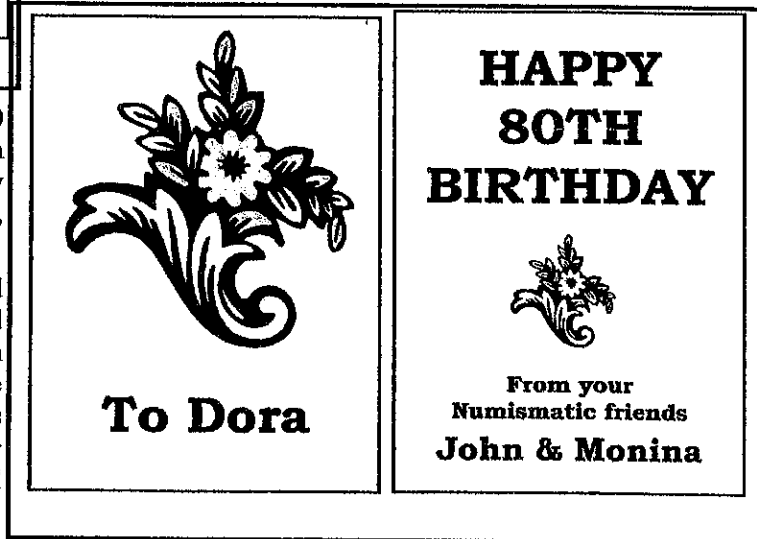 To Dora
HAPPY
80TH
BIRTHDAY
From your
Numismatic friends
John & Monina